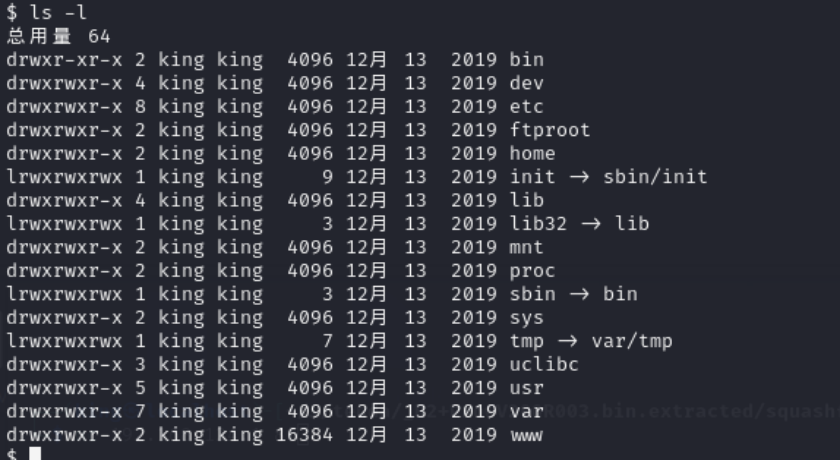 $ ls -l
总用量 64
drwxr-xr-x 2 king king  4096 12月 13  2019 bin
drwxrwxr-x 4 king king  4096 12月 13  2019 dev
drwxrwxr-x 8 king king  4096 12月 13  2019 etc
drwxrwxr-x 2 king king  4096 12月 13  2019 ftproot
drwxrwxr-x 2 king king  4096 12月 13  2019 home
lrwxrwxrwx 1 king king     9 12月 13  2019 init → sbin/init
drwxrwxr-x 4 king king  4096 12月 13  2019 lib
lrwxrwxrwx 1 king king     3 12月 13  2019 lib32 → lib
drwxrwxr-x 2 king king  4096 12月 13  2019 mnt
drwxrwxr-x 2 king king  4096 12月 13  2019 proc
lrwxrwxrwx 1 king king     3 12月 13  2019 sbin → bin
drwxrwxr-x 2 king king  4096 12月 13  2019 sys
lrwxrwxrwx 1 king king     7 12月 13  2019 tmp → var/tmp
drwxrwxr-x 3 king king  4096 12月 13  2019 uclibc
drwxrwxr-x 5 king king  4096 12月 13  2019 usr
drwxrwxr-x 7 king king  4096 12月 13  2019 var
drwxrwxr-x 2 king king 16384 12月 13  2019 www
$